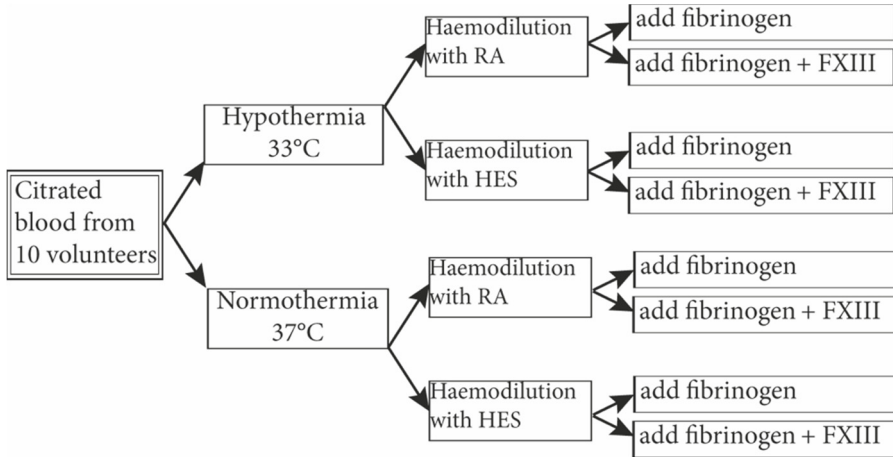 Citrated
blood from
10 volunteers
Hypothermia
33°C
Haemodilution
with RA
add fibrinogen
add fibrinogen + FXIII
Haemodilution
with HES
add fibrinogen
add fibrinogen + FXIII
Normothermia
37°C
Haemodilution
with RA
add fibrinogen
add fibrinogen + FXIII
Haemodilution
with HES
add fibrinogen
add fibrinogen + FXIII